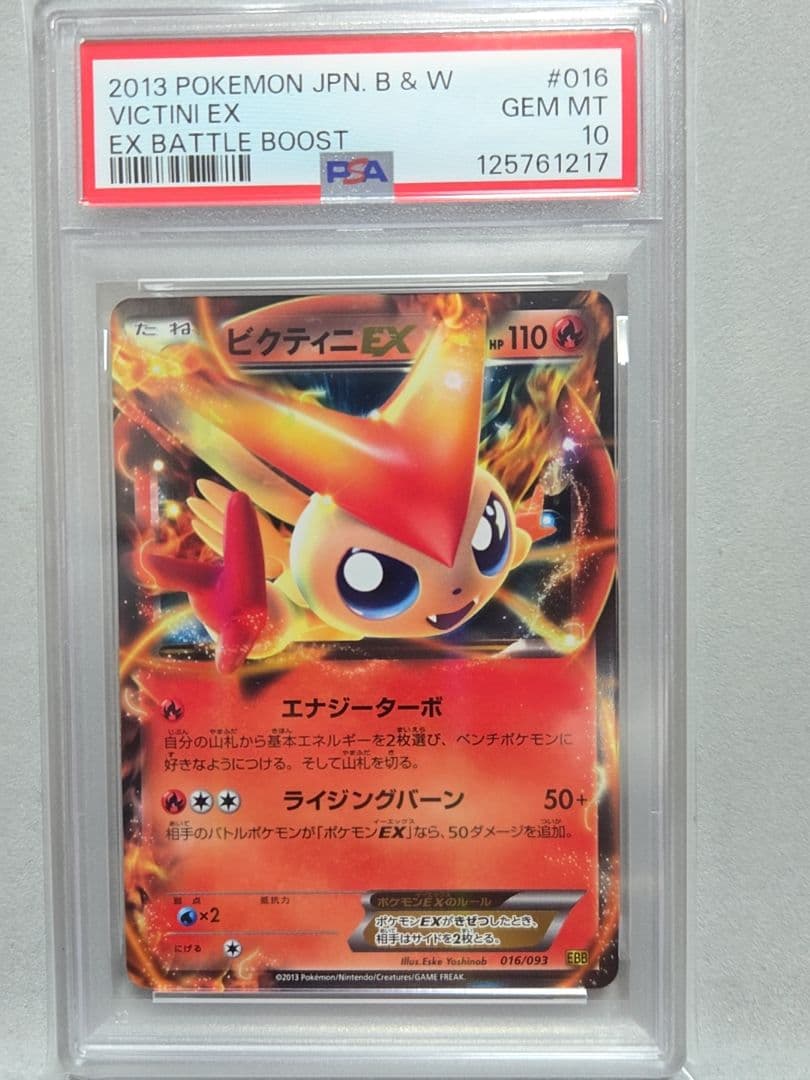 2013 POKEMON JPN. B & W #016
VICTINI EX GEM MT
EX BATTLE BOOST 10
PSA 125761217
たね ビクティニEX HP110
エナジーターボ
自分の山札から基本エネルギーを2枚選び、ベンチポケモンに
好きなようにつける。そして山札を切る。
ライジングバーン 50+
相手のバトルポケモンが「ポケモンEX」なら、50ダメージを追加。
弱点 抵抗力
×2
ポケモンEXのルール
ポケモンEXがきぜつしたとき、
相手はサイドを2枚とる。
にげる
Illus.Eske Yoshinob 016/093 EBB
©2013 Pokémon/Nintendo/Creatures/GAME FREAK.